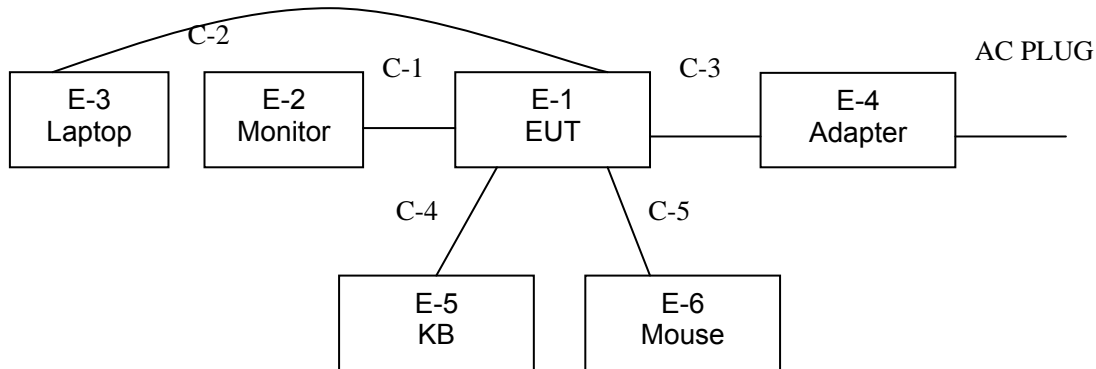 C-2
C-1
C-3
AC PLUG
E-3
Laptop
E-2
Monitor
E-1
EUT
E-4
Adapter
C-4
C-5
E-5
KB
E-6
Mouse